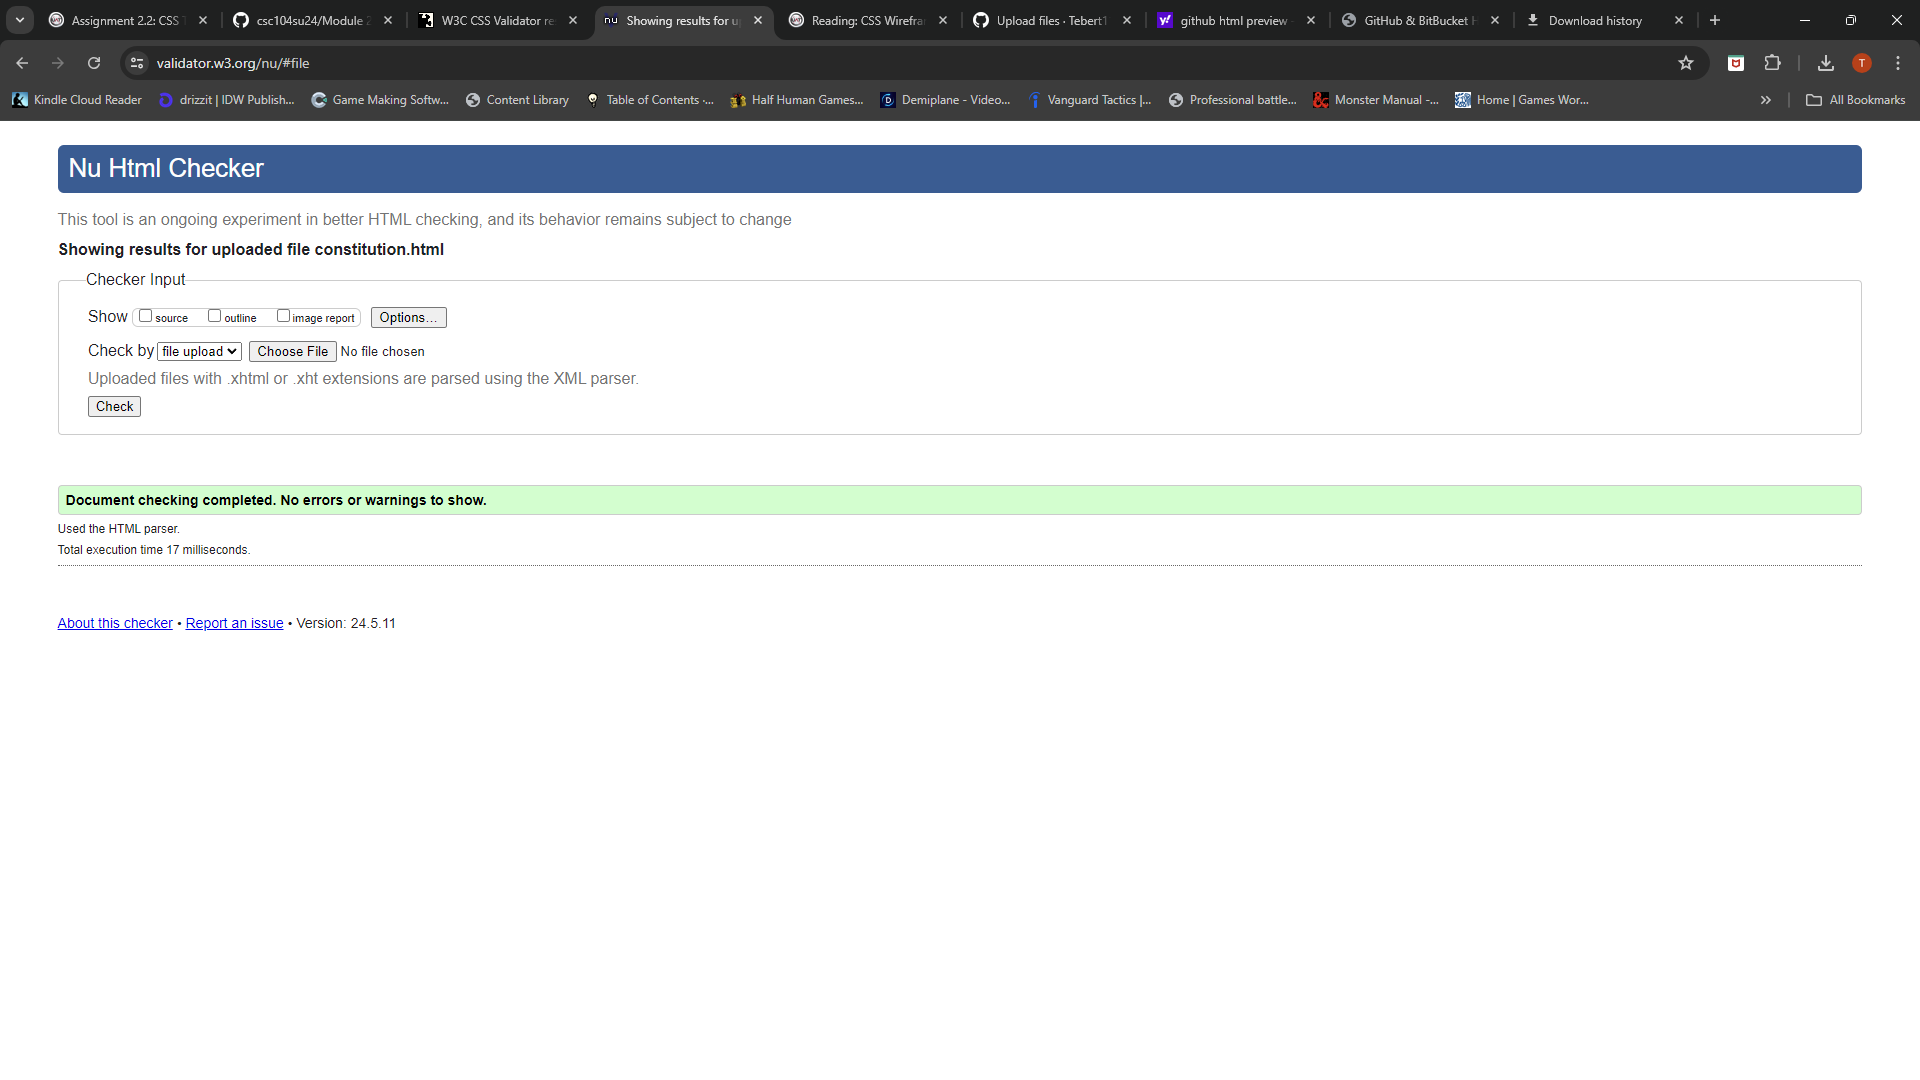 Assignment 2.2: CSS
csc104su24/Module
W3C CSS Validator re
nu Showing results for u
Reading: CSS Wirefra
Upload files · Tebert1
y! github html preview
GitHub & BitBucket H
Download history
validator.w3.org/nu/#file
T
Kindle Cloud Reader
drizzit | IDW Publish...
Game Making Softw...
Content Library
Table of Contents -...
Half Human Games...
Demiplane - Video...
Vanguard Tactics |...
Professional battle...
Monster Manual -...
Home | Games Wor...
All Bookmarks
Nu Html Checker
This tool is an ongoing experiment in better HTML checking, and its behavior remains subject to change
Showing results for uploaded file constitution.html
Checker Input
Show source outline image report Options...
Check by file upload Choose File No file chosen
Uploaded files with .xhtml or .xht extensions are parsed using the XML parser.
Check
Document checking completed. No errors or warnings to show.
Used the HTML parser.
Total execution time 17 milliseconds.
About this checker • Report an issue • Version: 24.5.11